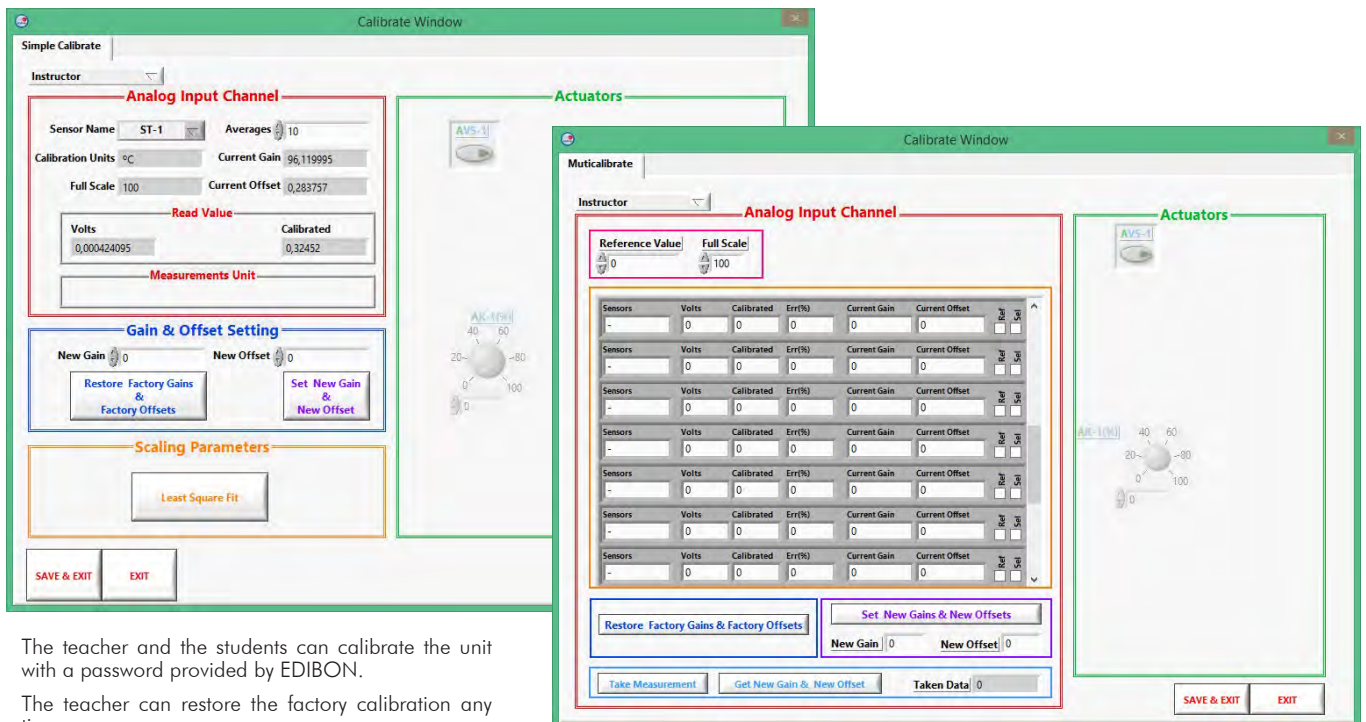 Calibrate Window
Simple Calibrate
Instructor
Analog Input Channel
Sensor Name ST-1 Averages 10
Calibration Units ºC Current Gain 96,119995
Full Scale 100 Current Offset 0,283757
Read Value
Volts Calibrated
0,000424095 0,32452
Measurements Unit
Gain & Offset Setting
New Gain 0 New Offset 0
Restore Factory Gains
&
Factory Offsets
Set New Gain
&
New Offset
Scaling Parameters
Least Square Fit
SAVE & EXIT EXIT
Actuators
AVS-1
AR-1(%)
40 60
20 80
0 100
0
Calibrate Window
Muticalibrate
Instructor
Analog Input Channel
Reference Value Full Scale
0 100
Sensors Volts Calibrated Err(%) Current Gain Current Offset Ref Sel
- 0 0 0 0 0
Sensors Volts Calibrated Err(%) Current Gain Current Offset Ref Sel
- 0 0 0 0 0
Sensors Volts Calibrated Err(%) Current Gain Current Offset Ref Sel
- 0 0 0 0 0
Sensors Volts Calibrated Err(%) Current Gain Current Offset Ref Sel
- 0 0 0 0 0
Sensors Volts Calibrated Err(%) Current Gain Current Offset Ref Sel
- 0 0 0 0 0
Sensors Volts Calibrated Err(%) Current Gain Current Offset Ref Sel
- 0 0 0 0 0
Sensors Volts Calibrated Err(%) Current Gain Current Offset Ref Sel
- 0 0 0 0 0
Restore Factory Gains & Factory Offsets
Set New Gains & New Offsets
New Gain 0 New Offset 0
Take Measurement Get New Gain & New Offset Taken Data 0
Actuators
AVS-1
AR-1(%) 40 60
20 80
0 100
0
SAVE & EXIT EXIT
The teacher and the students can calibrate the unit
with a password provided by EDIBON.
The teacher can restore the factory calibration any